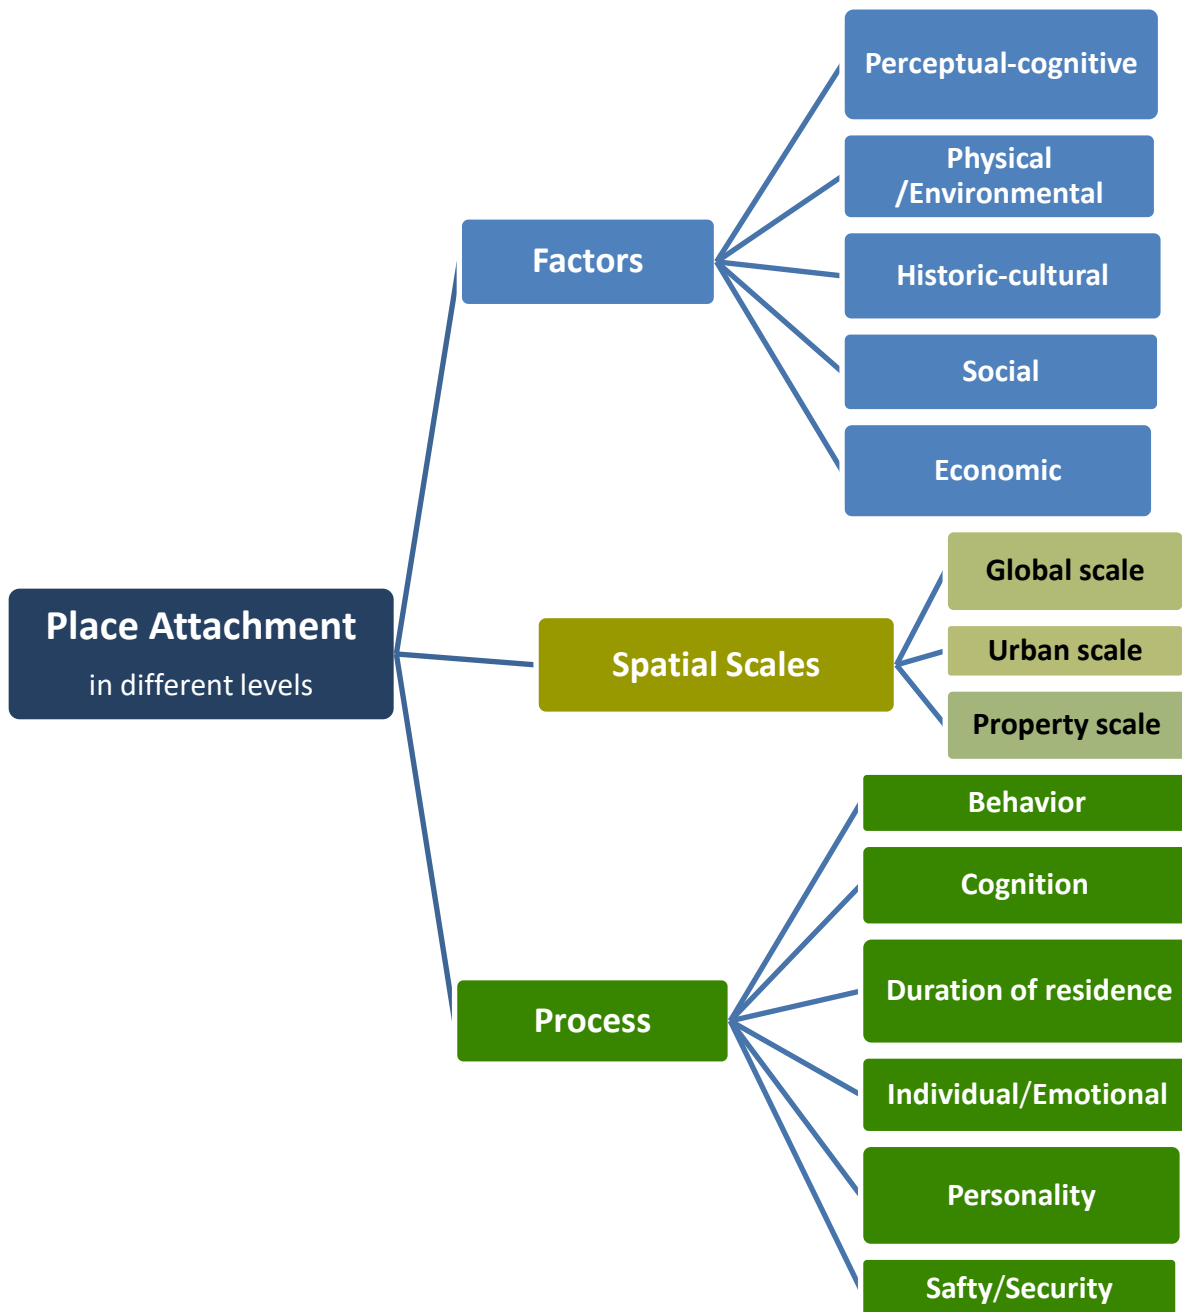 Perceptual-cognitive
Physical
/Environmental
Factors
Historic-cultural
Social
Economic
Global scale
Place Attachment
in different levels
Spatial Scales
Urban scale
Property scale
Behavior
Cognition
Duration of residence
Process
Individual/Emotional
Personality
Safty/Security